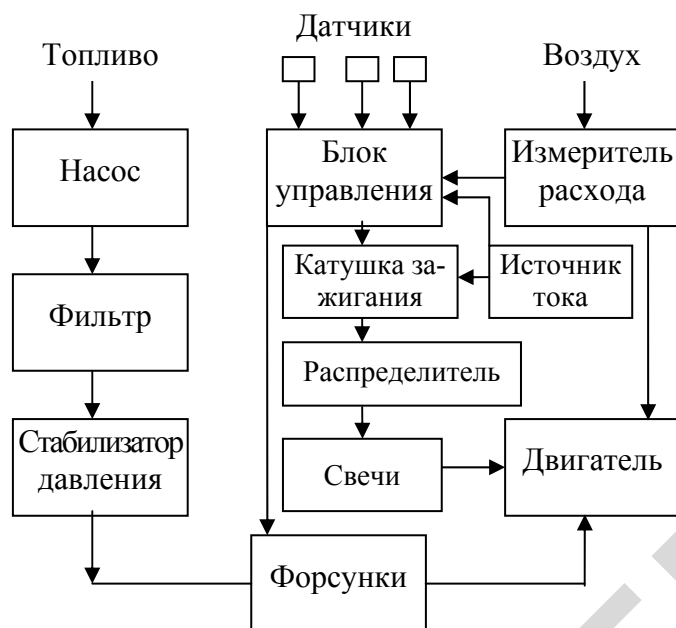 Датчики
Топливо
Воздух
Насос
Блок
управления
Измеритель
расхода
Фильтр
Катушка за-
жигания
Источник
тока
Распределитель
Стабилизатор
давления
Свечи
Двигатель
Форсунки